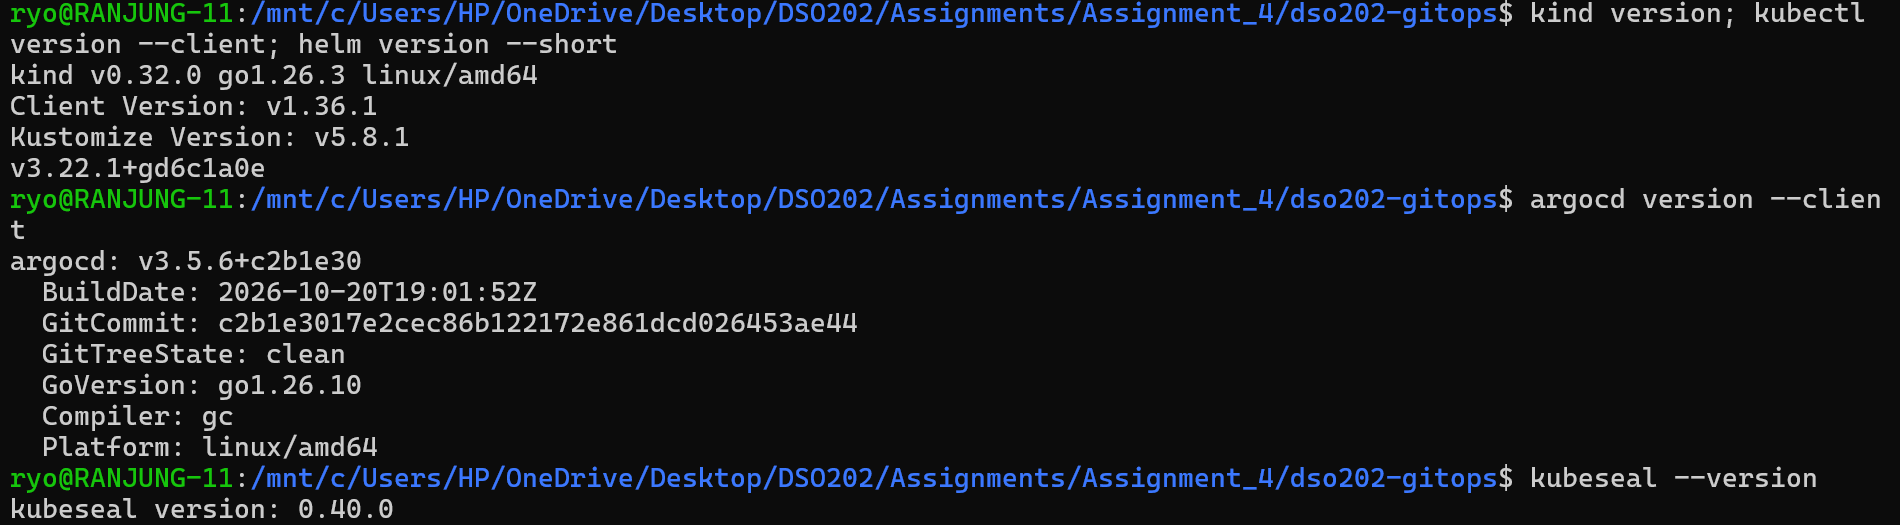 ryo@RANJUNG-11:/mnt/c/Users/HP/OneDrive/Desktop/DSO202/Assignments/Assignment_4/dso202-gitops$ kind version; kubectl
version --client; helm version --short
kind v0.32.0 go1.26.3 linux/amd64
Client Version: v1.36.1
Kustomize Version: v5.8.1
v3.22.1+gd6c1a0e
ryo@RANJUNG-11:/mnt/c/Users/HP/OneDrive/Desktop/DSO202/Assignments/Assignment_4/dso202-gitops$ argocd version --clien
t
argocd: v3.5.6+c2b1e30
  BuildDate: 2026-10-20T19:01:52Z
  GitCommit: c2b1e3017e2cec86b122172e861dcd026453ae44
  GitTreeState: clean
  GoVersion: go1.26.10
  Compiler: gc
  Platform: linux/amd64
ryo@RANJUNG-11:/mnt/c/Users/HP/OneDrive/Desktop/DSO202/Assignments/Assignment_4/dso202-gitops$ kubeseal --version
kubeseal version: 0.40.0